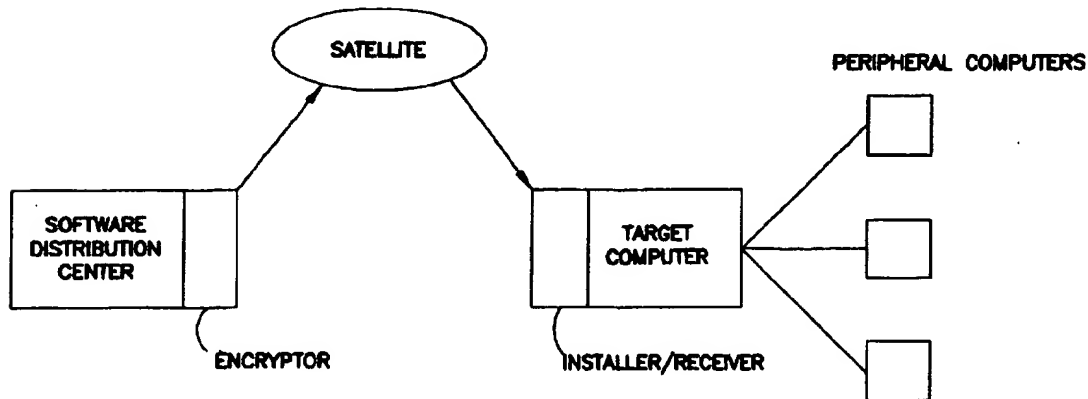 SATELLITE
PERIPHERAL COMPUTERS
SOFTWARE
DISTRIBUTION
CENTER
TARGET
COMPUTER
ENCRYPTOR
INSTALLER/RECEIVER